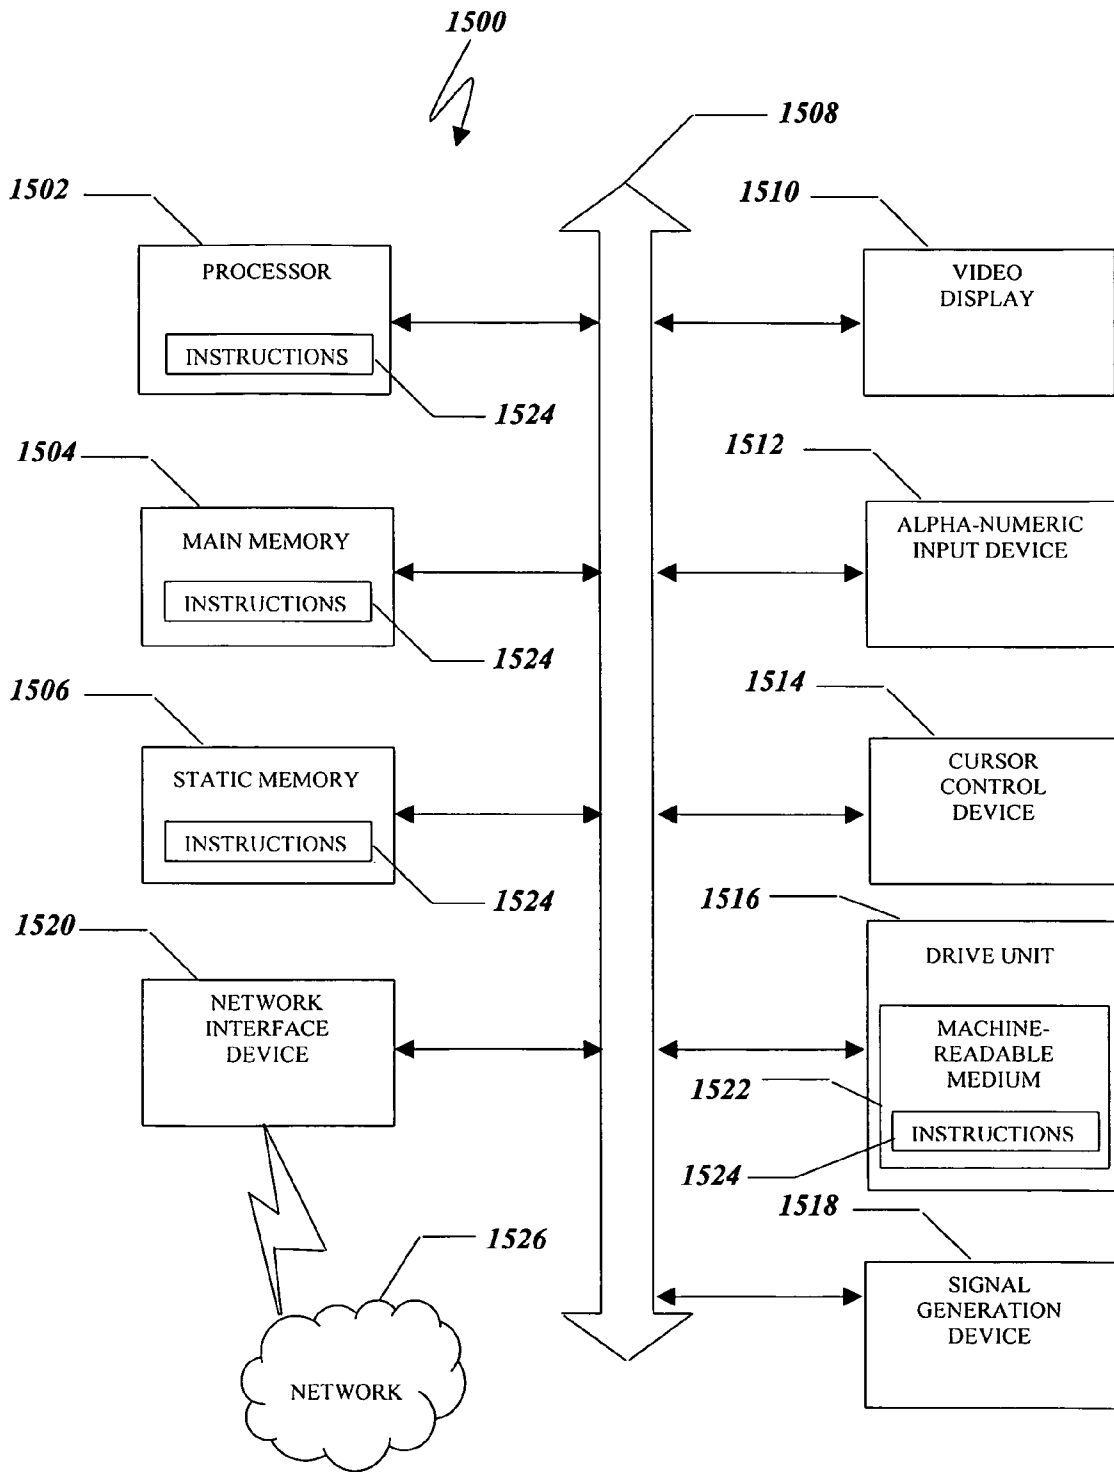 1500
1508
1502
PROCESSOR
INSTRUCTIONS
1524
1510
VIDEO
DISPLAY
1504
MAIN MEMORY
INSTRUCTIONS
1524
1512
ALPHA-NUMERIC
INPUT DEVICE
1506
STATIC MEMORY
INSTRUCTIONS
1524
1514
CURSOR
CONTROL
DEVICE
1520
NETWORK
INTERFACE
DEVICE
1516
DRIVE UNIT
MACHINE-
READABLE
MEDIUM
1522
INSTRUCTIONS
1524
1526
NETWORK
1518
SIGNAL
GENERATION
DEVICE